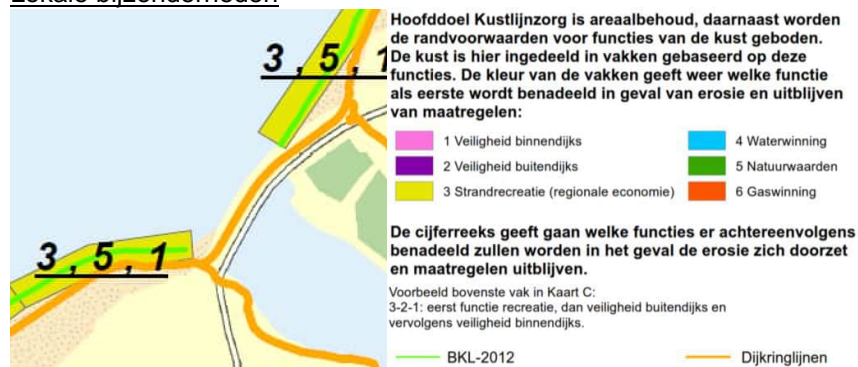 Lokale bijzonderheden
3 , 5 , 1
3 , 5 , 1
Hoofddoel Kustlijnzorg is areaalbehoud, daarnaast worden
de randvoorwaarden voor functies van de kust geboden.
De kust is hier ingedeeld in vakken gebaseerd op deze
functies. De kleur van de vakken geeft weer welke functie
als eerste wordt benadeeld in geval van erosie en uitblijven
van maatregelen:
1 Veiligheid binnendijks
2 Veiligheid buitendijks
3 Strandrecreatie (regionale economie)
4 Waterwinning
5 Natuurwaarden
6 Gaswinning
De cijferreeks geeft gaan welke functies er achtereenvolgens
benadeeld zullen worden in het geval de erosie zich doorzet
en maatregelen uitblijven.
Voorbeeld bovenste vak in Kaart C:
3-2-1: eerst functie recreatie, dan veiligheid buitendijks en
vervolgens veiligheid binnendijks.
BKL-2012
Dijkringlijnen